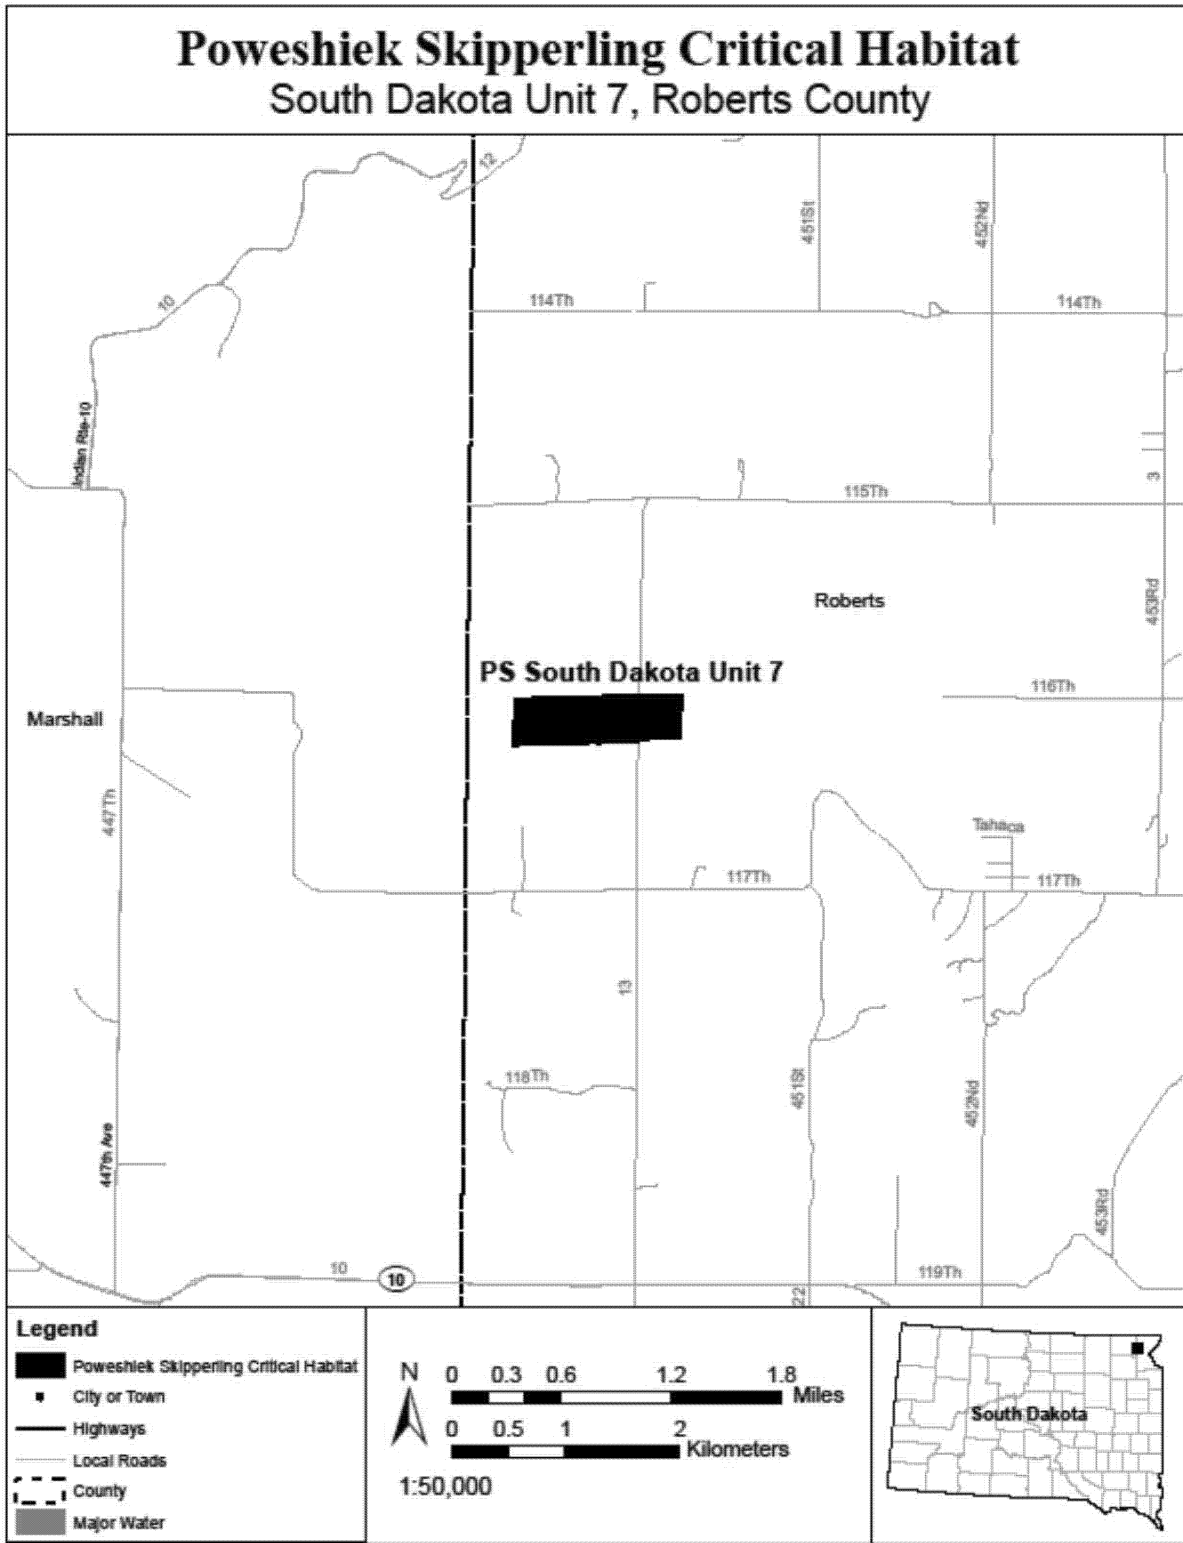 Poweshiek Skipperling Critical Habitat
South Dakota Unit 7, Roberts County
12
451St
452Nd
10
114Th
114Th
Indian Rte-10
115Th
3
Roberts
453Rd
PS South Dakota Unit 7
116Th
Marshall
447Th
Tahaca
117Th
117Th
13
118Th
451St
452Nd
447th Ave
453Rd
10
10
119Th
22
Legend
Poweshiek Skipperling Critical Habitat
City or Town
Highways
Local Roads
County
Major Water
N
0 0.3 0.6 1.2 1.8
Miles
0 0.5 1 2
Kilometers
1:50,000
South Dakota